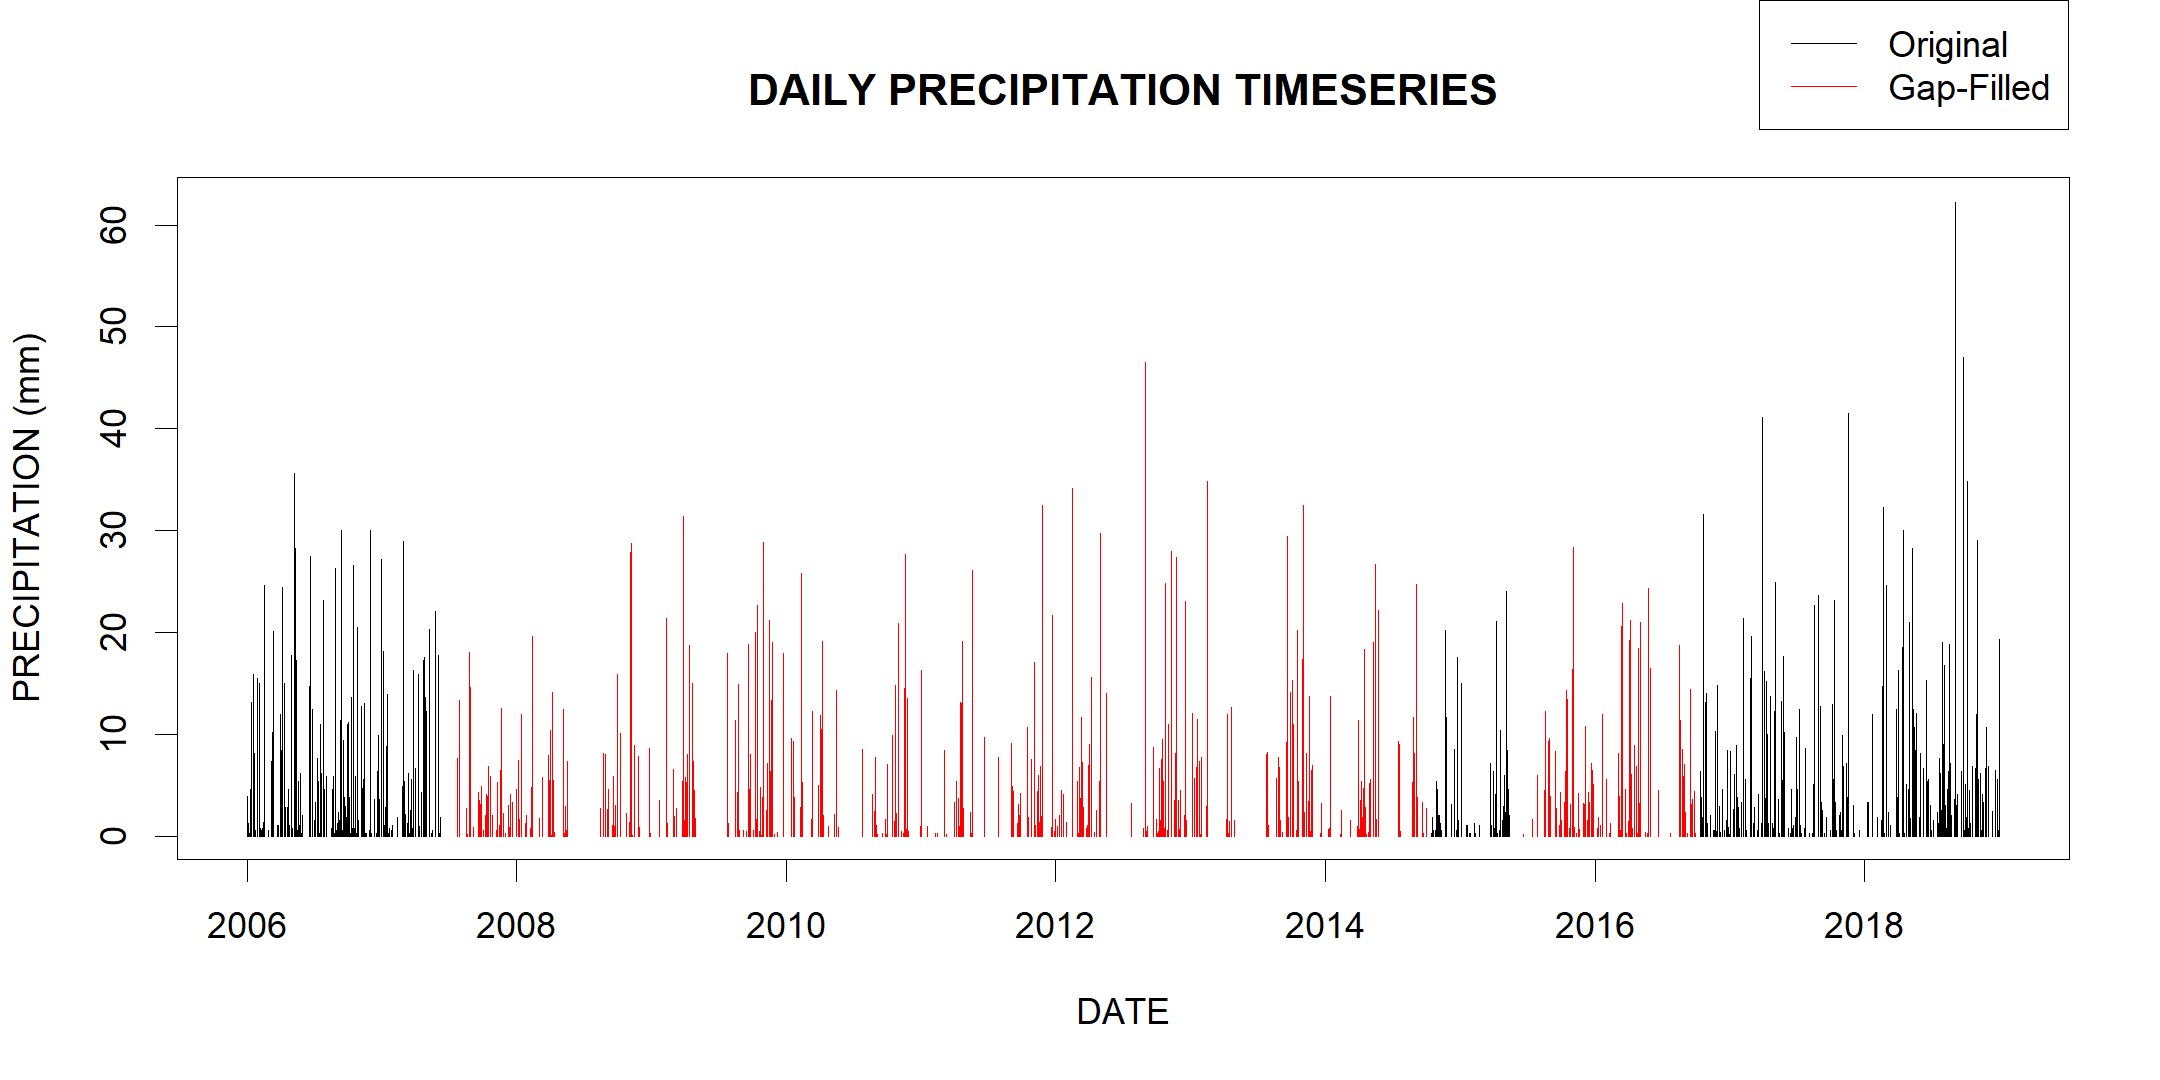 Original
Gap-Filled
DAILY PRECIPITATION TIMESERIES
PRECIPITATION (mm)
60
50
40
30
20
10
0
2006 2008 2010 2012 2014 2016 2018
DATE